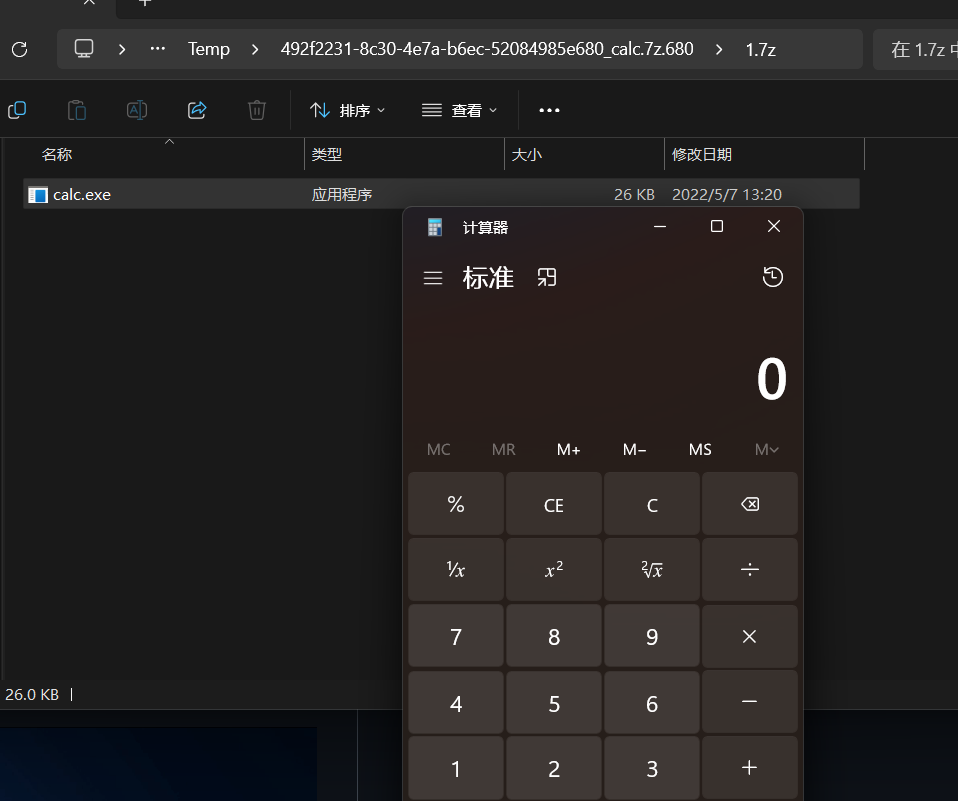 Temp > 492f2231-8c30-4e7a-b6ec-52084985e680_calc.7z.680 > 1.7z
在 1.7z 中
排序 查看
名称 类型 大小 修改日期
calc.exe 应用程序 26 KB 2022/5/7 13:20
计算器
标准
0
MC MR M+ M− MS M
% CE C
¹⁄x x² ²√x ÷
7 8 9 ×
4 5 6 −
1 2 3 +
26.0 KB